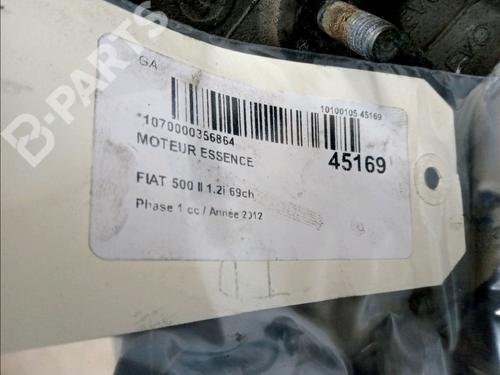 B-PARTS
GA
10100105 45169
*1070000356864
MOTEUR ESSENCE
45169
FIAT 500 II 1.2i 69ch
Phase 1 cc / Année 2012